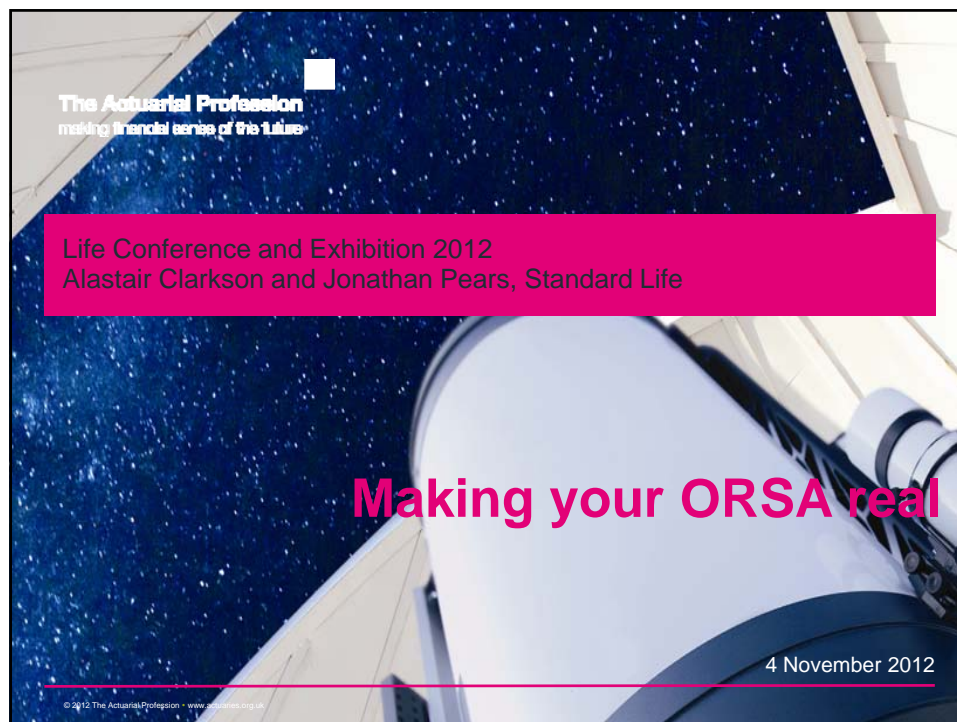 The Actuarial Profession
making financial sense of the future
Life Conference and Exhibition 2012
Alastair Clarkson and Jonathan Pears, Standard Life
Making your ORSA real
4 November 2012
© 2012 The Actuarial Profession • www.actuaries.org.uk